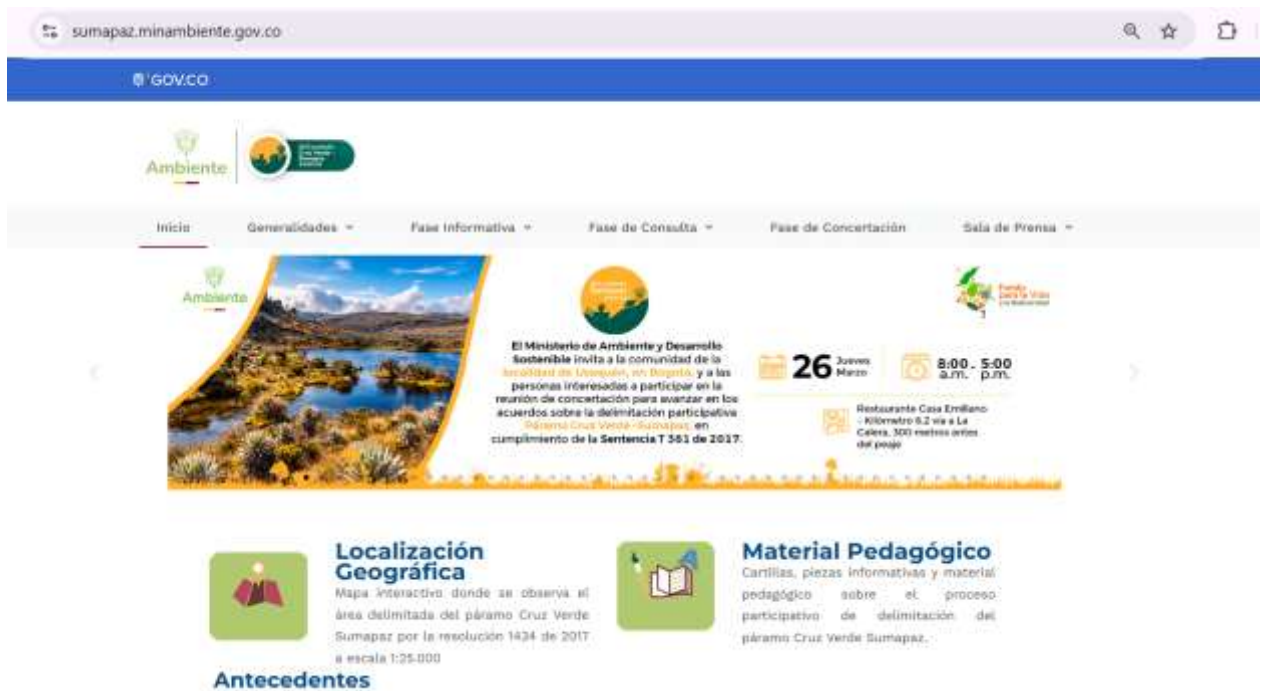 sumapaz.minambiente.gov.co
GOV.CO
Ambiente
Inicio Generalidades Fase Informativa Fase de Consulta Fase de Concertación Sala de Prensa
Ambiente
El Ministerio de Ambiente y Desarrollo
Sostenible invita a la comunidad de la
localidad de Usaquén, en Bogotá, y a las
personas interesadas a participar en la
reunión de concertación para avanzar en los
acuerdos sobre la delimitación participativa
Páramo Cruz Verde-Sumapaz, en
cumplimiento de la Sentencia T 361 de 2017.
26 Jueves
Marzo
8:00 - 5:00
a.m. p.m.
Restaurante Casa Emiliano
- Kilometro 6.2 vía a La
Calera, 300 metros antes
del peaje
Fondo
para la Vida
Localización
Geográfica
Mapa interactivo donde se observa el
área delimitada del páramo Cruz Verde
Sumapaz por la resolución 1434 de 2017
a escala 1:25.000
Material Pedagógico
Cartillas, piezas informativas y material
pedagógico sobre el proceso
participativo de delimitación del
páramo Cruz Verde Sumapaz.
Antecedentes